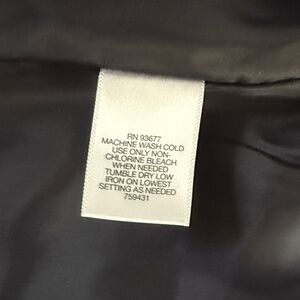 RN 93677
MACHINE WASH COLD
USE ONLY NON-
CHLORINE BLEACH
WHEN NEEDED
TUMBLE DRY LOW
IRON ON LOWEST
SETTING AS NEEDED
759431